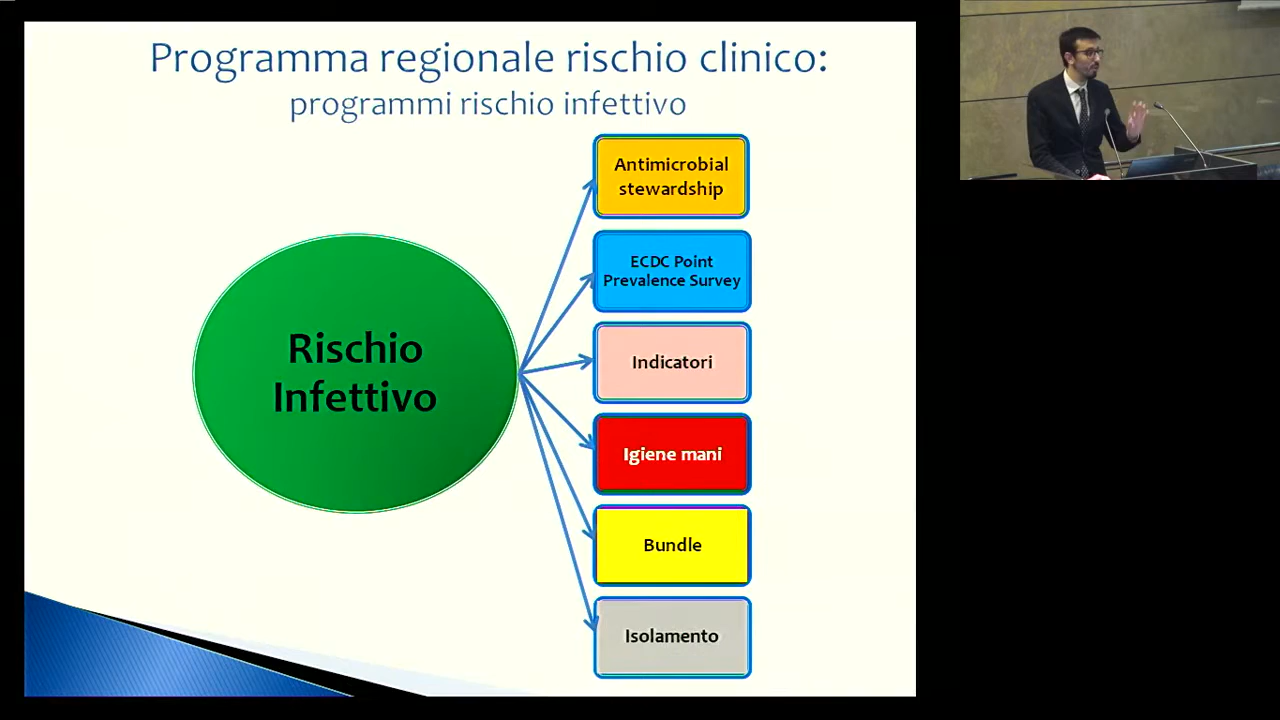 Programma regionale rischio clinico:
programmi rischio infettivo
Antimicrobial
stewardship
ECDC Point
Prevalence Survey
Rischio
Infettivo
Indicatori
Igiene mani
Bundle
Isolamento